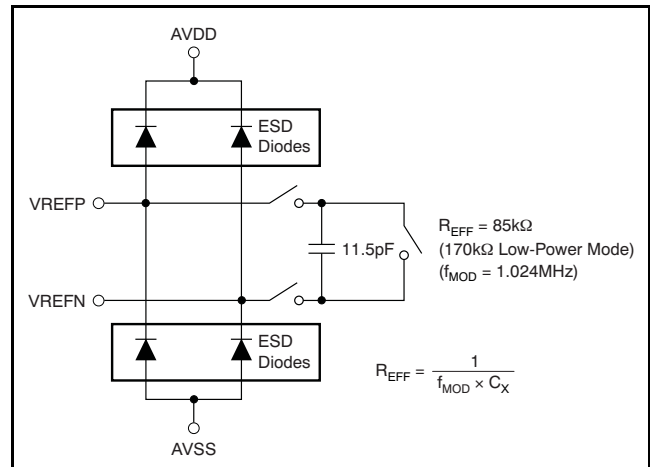 AVDD
ESD
Diodes
VREFP
11.5pF
R_EFF = 85kΩ
(170kΩ Low-Power Mode)
(f_MOD = 1.024MHz)
VREFN
ESD
Diodes
R_EFF = 1 / (f_MOD × C_X)
AVSS